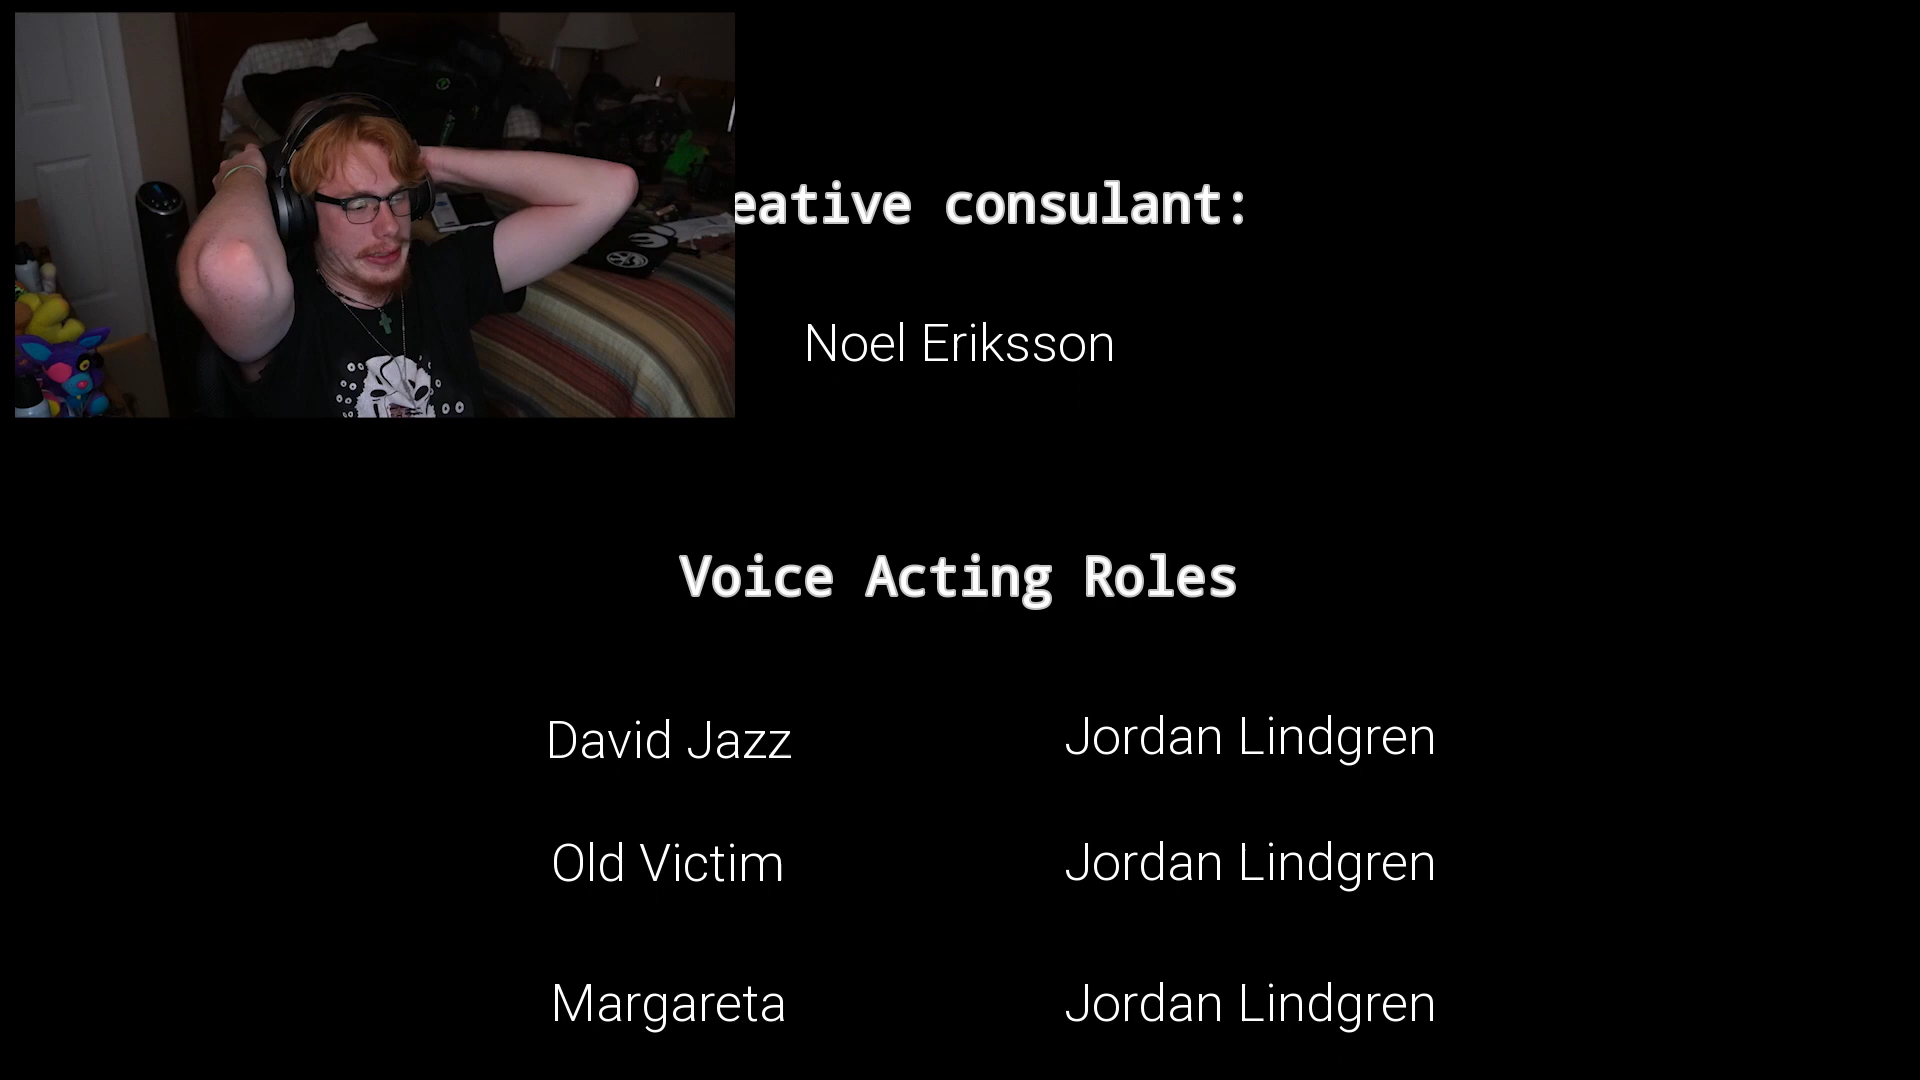 eative consulant:
Noel Eriksson
Voice Acting Roles
David Jazz Jordan Lindgren
Old Victim Jordan Lindgren
Margareta Jordan Lindgren